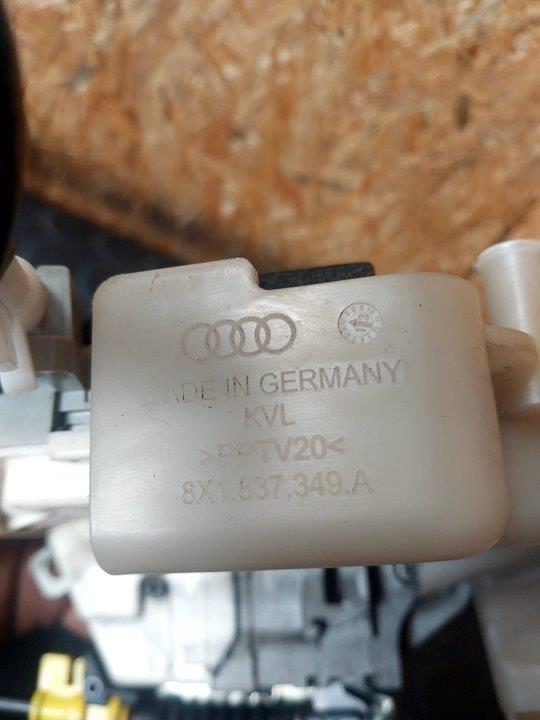 MADE IN GERMANY
KVL
>PPTV20<
8X1.837.349.A